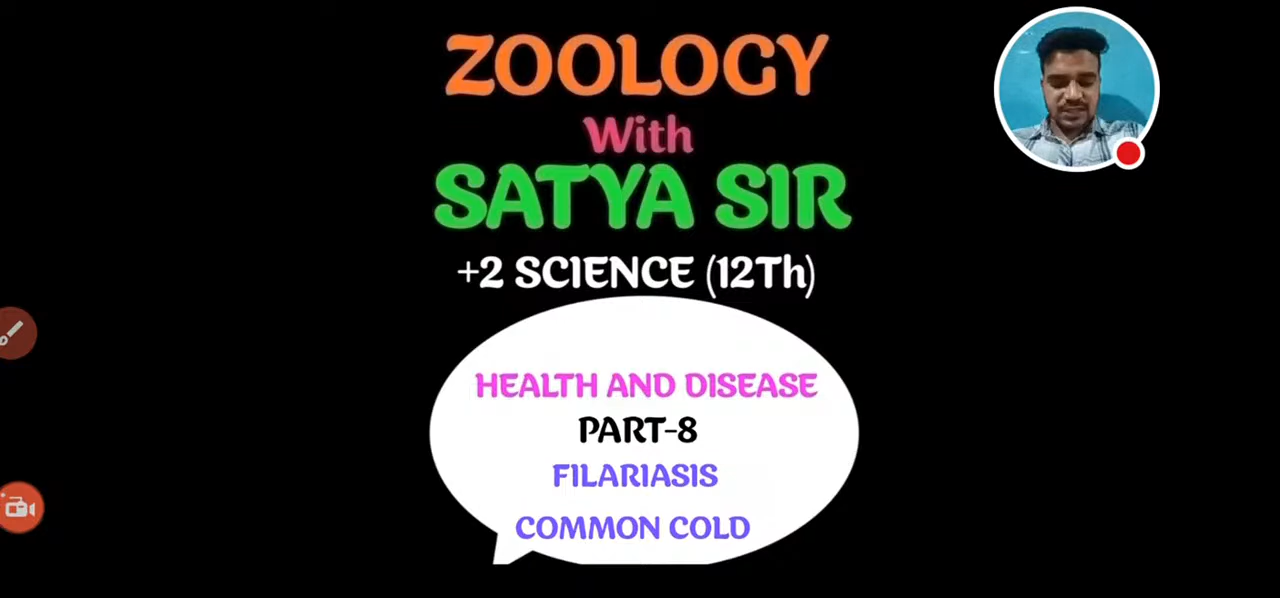 ZOOLOGY
With
SATYA SIR
+2 SCIENCE (12Th)
HEALTH AND DISEASE
PART-8
FILARIASIS
COMMON COLD